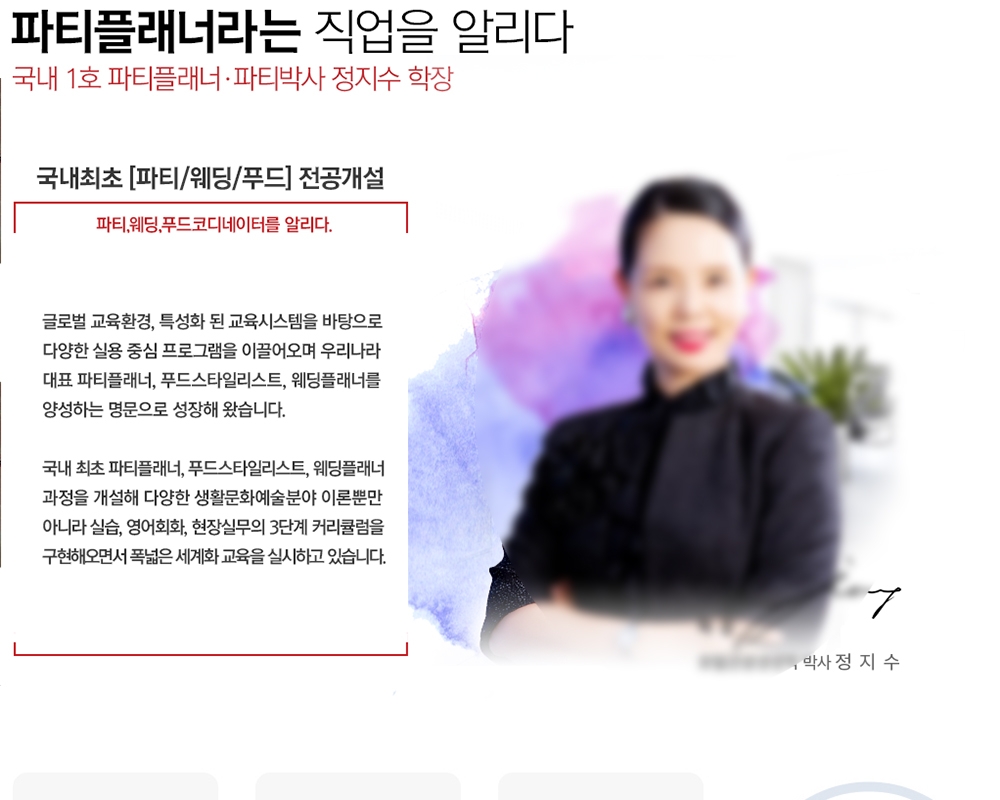 파티플래너라는 직업을 알리다
국내 1호 파티플래너·파티박사 정지수 학장
국내최초 [파티/웨딩/푸드] 전공개설
파티,웨딩,푸드코디네이터를 알리다.
글로벌 교육환경, 특성화 된 교육시스템을 바탕으로
다양한 실용 중심 프로그램을 이끌어오며 우리나라
대표 파티플래너, 푸드스타일리스트, 웨딩플래너를
양성하는 명문으로 성장해 왔습니다.
국내 최초 파티플래너, 푸드스타일리스트, 웨딩플래너
과정을 개설해 다양한 생활문화예술분야 이론뿐만
아니라 실습, 영어회화, 현장실무의 3단계 커리큘럼을
구현해오면서 폭넓은 세계화 교육을 실시하고 있습니다.
박사 정 지 수